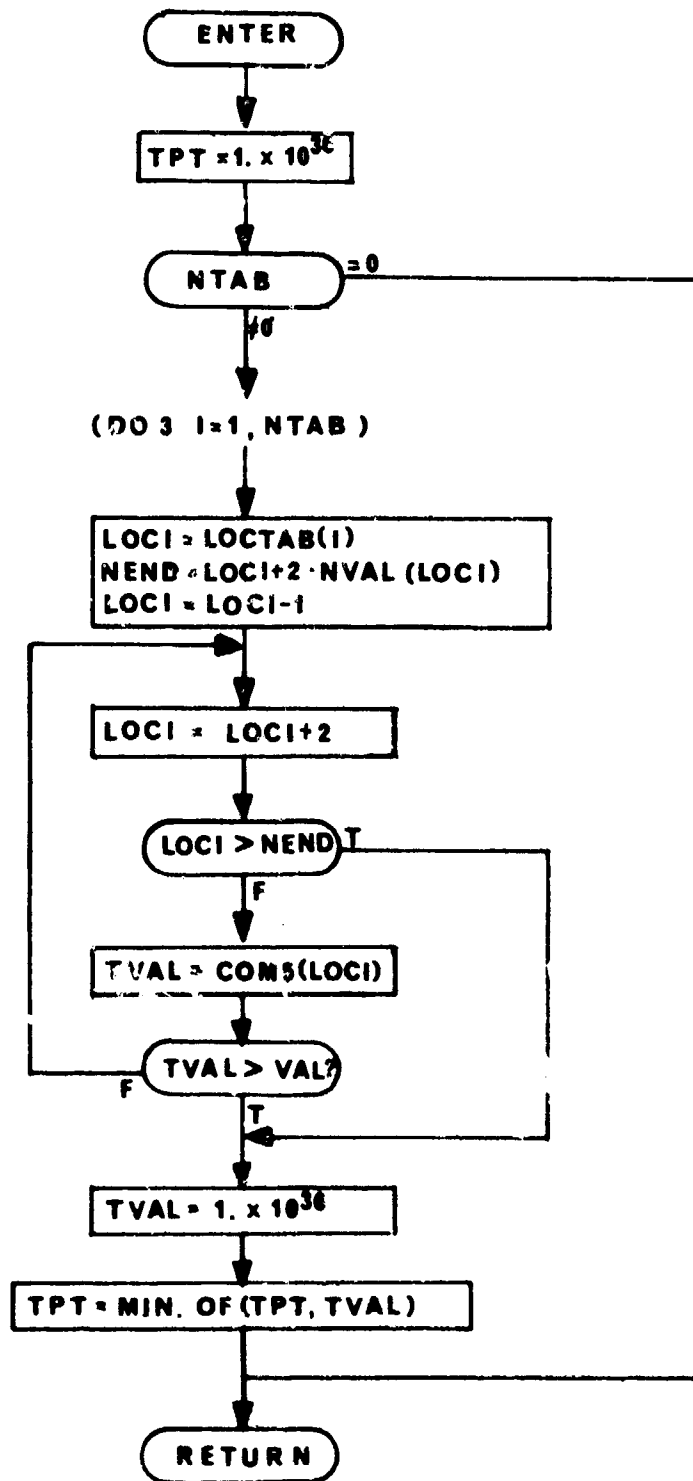 ENTER
TPT = 1. x 10^36
NTAB
= 0
≠0
(DO 3 I=1, NTAB)
LOCI = LOCTAB(I)
NEND = LOCI+2·NVAL (LOCI)
LOCI = LOCI-1
LOCI = LOCI+2
LOCI > NEND
T
F
TVAL = COM5(LOCI)
TVAL > VAL?
F
T
TVAL = 1. x 10^36
TPT = MIN. OF (TPT, TVAL)
RETURN